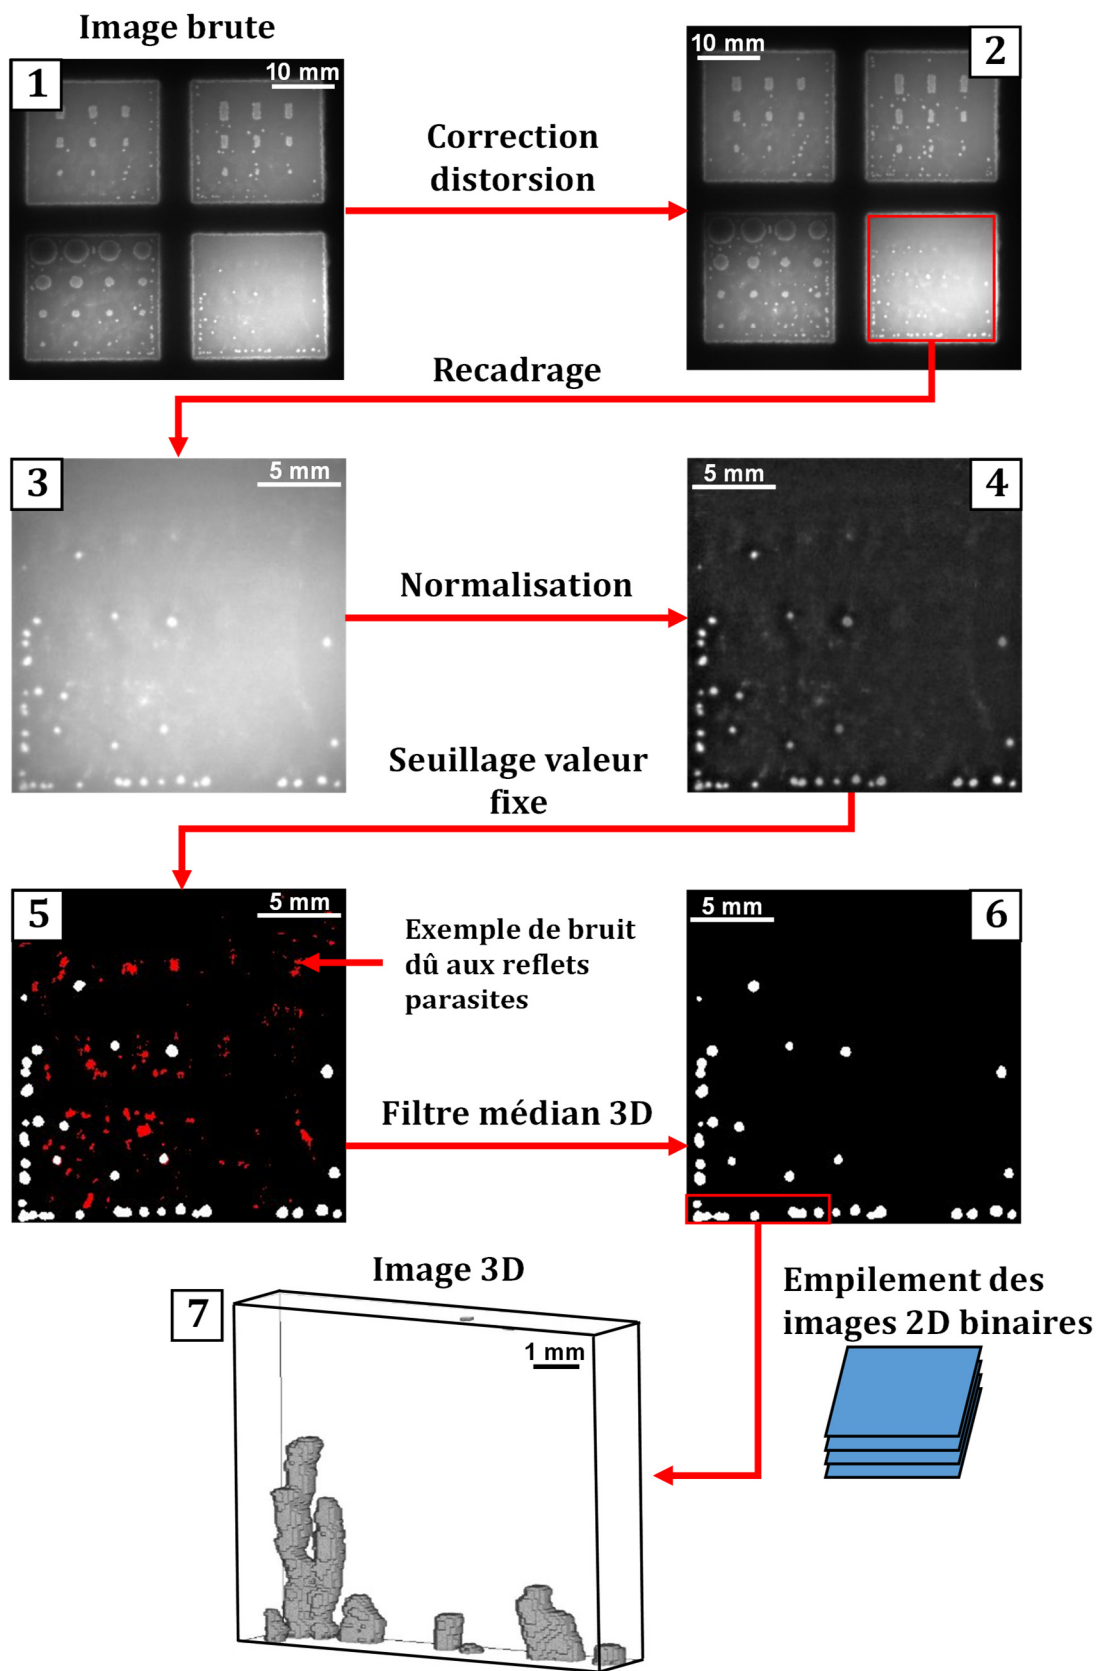 Image brute
1
10 mm
10 mm
2
Correction
distorsion
Recadrage
3
5 mm
5 mm
4
Normalisation
Seuillage valeur
fixe
5
5 mm
Exemple de bruit
dû aux reflets
parasites
5 mm
6
Filtre médian 3D
Image 3D
7
1 mm
Empilement des
images 2D binaires